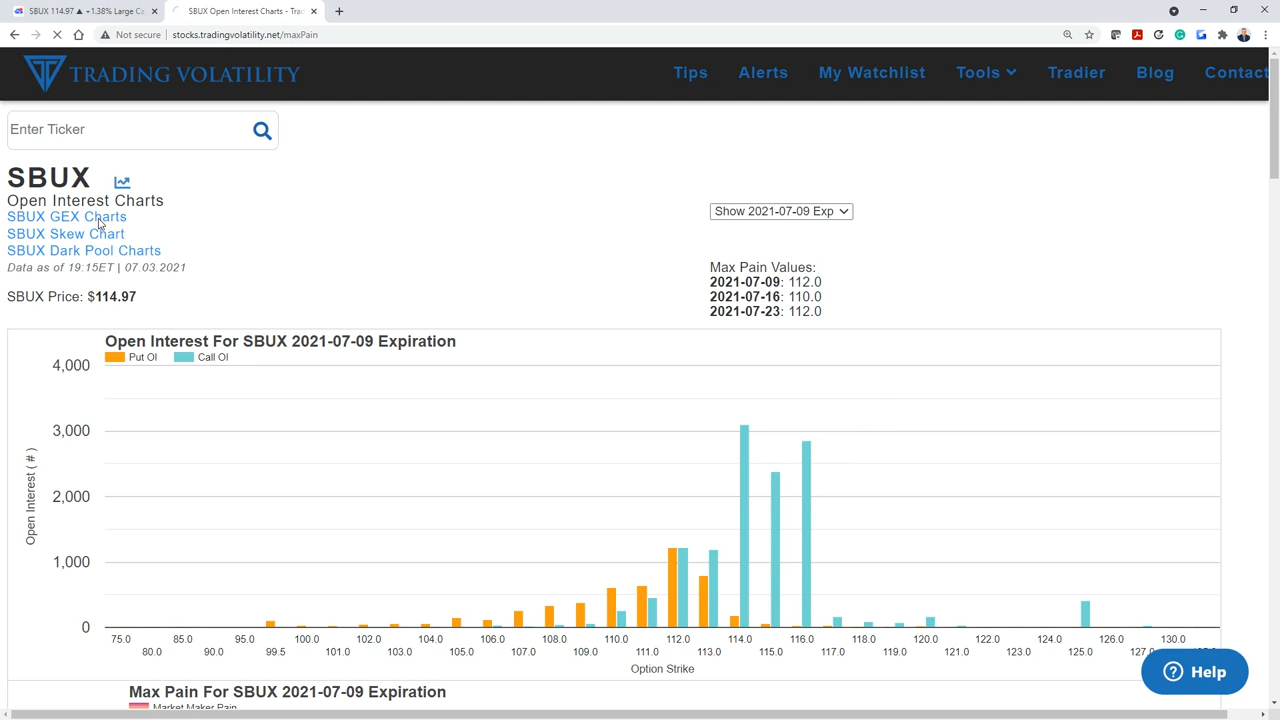 SBUX 114.97 ▲ +1.38% Large Ca
SBUX Open Interest Charts - Tra
Not secure
stocks.tradingvolatility.net/maxPain
TRADING VOLATILITY
Tips
Alerts
My Watchlist
Tools
Tradier
Blog
Contact
Enter Ticker
SBUX
Open Interest Charts
SBUX GEX Charts
SBUX Skew Chart
SBUX Dark Pool Charts
Data as of 19:15ET | 07.03.2021
SBUX Price: $114.97
Show 2021-07-09 Exp
Max Pain Values:
2021-07-09: 112.0
2021-07-16: 110.0
2021-07-23: 112.0
Open Interest For SBUX 2021-07-09 Expiration
Put OI
Call OI
4,000
3,000
2,000
1,000
0
Open Interest ( # )
75.0 85.0 95.0 100.0 102.0 104.0 106.0 108.0 110.0 112.0 114.0 116.0 118.0 120.0 122.0 124.0 126.0 130.0
80.0 90.0 99.5 101.0 103.0 105.0 107.0 109.0 111.0 113.0 115.0 117.0 119.0 121.0 123.0 125.0 127.0
Option Strike
Help
Max Pain For SBUX 2021-07-09 Expiration
Market Maker Pain